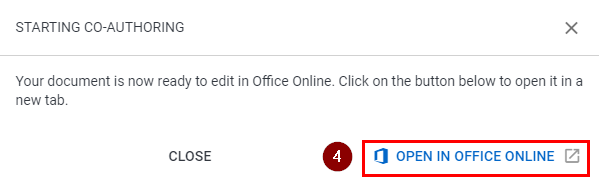 STARTING CO-AUTHORING
Your document is now ready to edit in Office Online. Click on the button below to open it in a
new tab.
CLOSE 4 OPEN IN OFFICE ONLINE